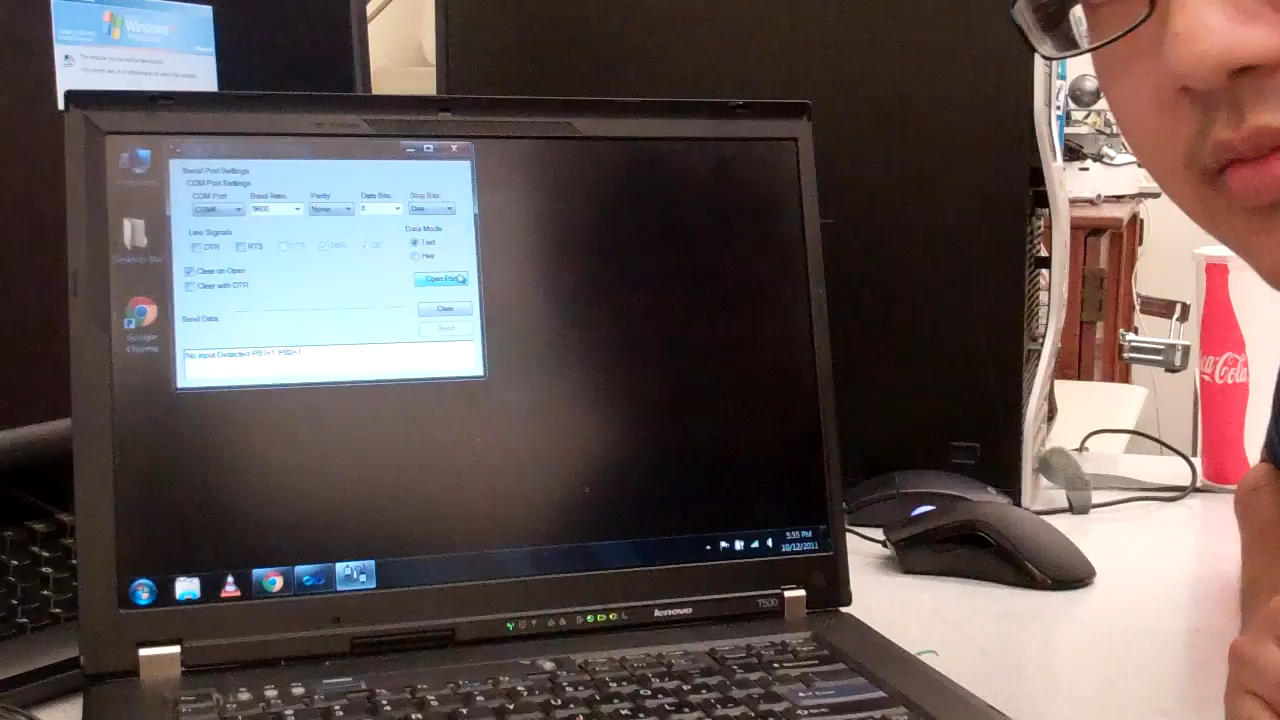 Windows
Serial Port Settings
COM Port Settings
COM Port Baud Rate: Parity Data Bits: Stop Bits:
9600 None 8 One
Line Signals
Data Mode
DTR RTS CTS DSR CD
Text
Hex
Clear on Open
Clear with DTR
Open Port
Clear
Send Data:
Send
No Input Detected PB1=1 PB2=1
Google
Chrome
5:55 PM
10/12/2011
lenovo
T500
Coca Cola